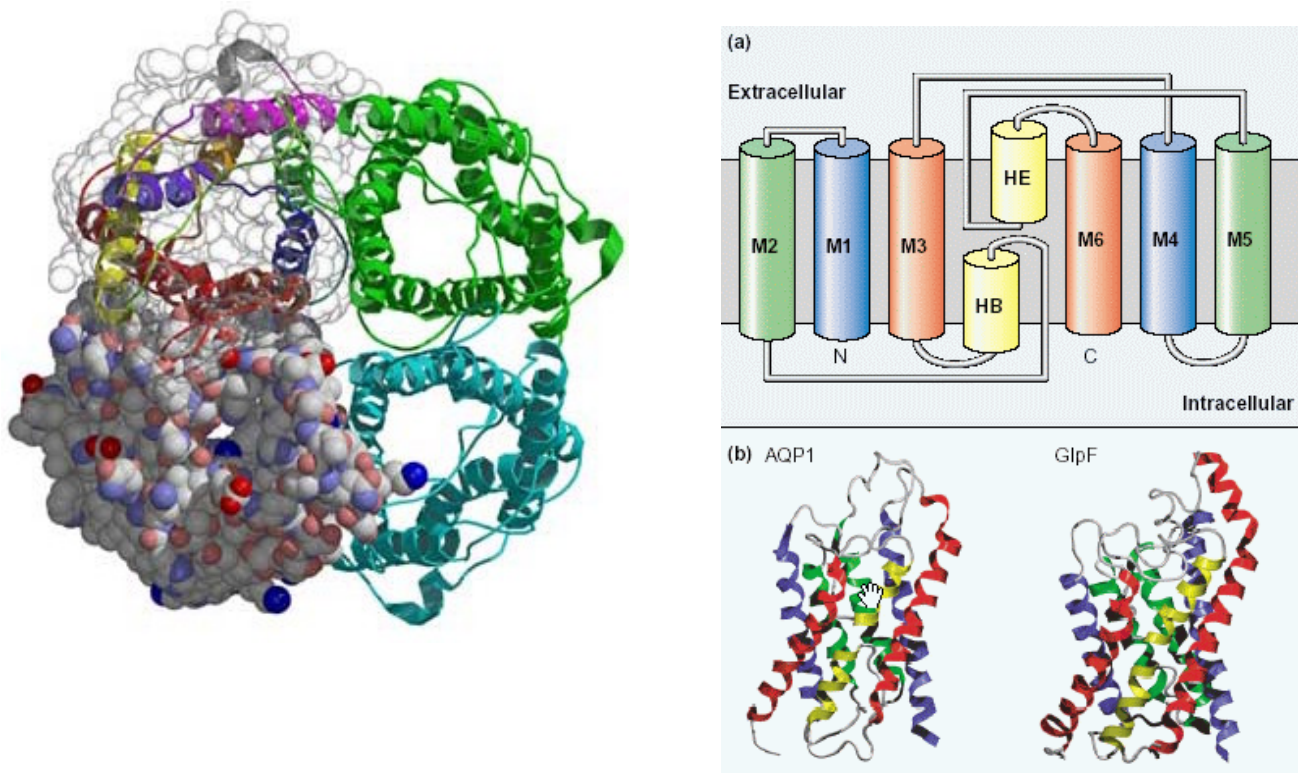 (a)
Extracellular
HE
M2 M1 M3 M6 M4 M5
HB
N C
Intracellular
(b) AQP1 GlpF